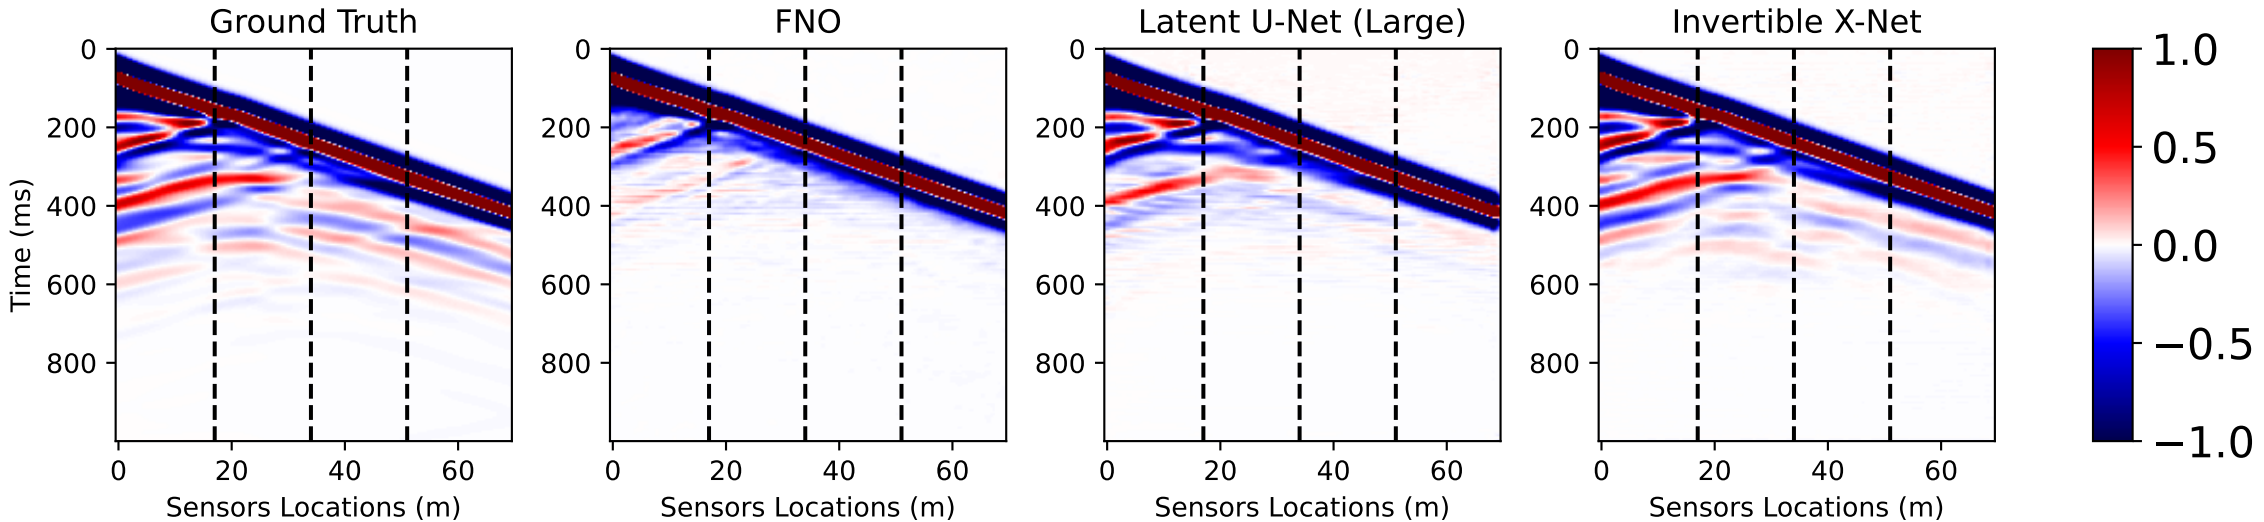 Ground Truth
FNO
Latent U-Net (Large)
Invertible X-Net
Time (ms)
0
200
400
600
800
0 20 40 60
Sensors Locations (m)
0
200
400
600
800
0 20 40 60
Sensors Locations (m)
0
200
400
600
800
0 20 40 60
Sensors Locations (m)
0
200
400
600
800
0 20 40 60
Sensors Locations (m)
1.0
0.5
0.0
−0.5
−1.0